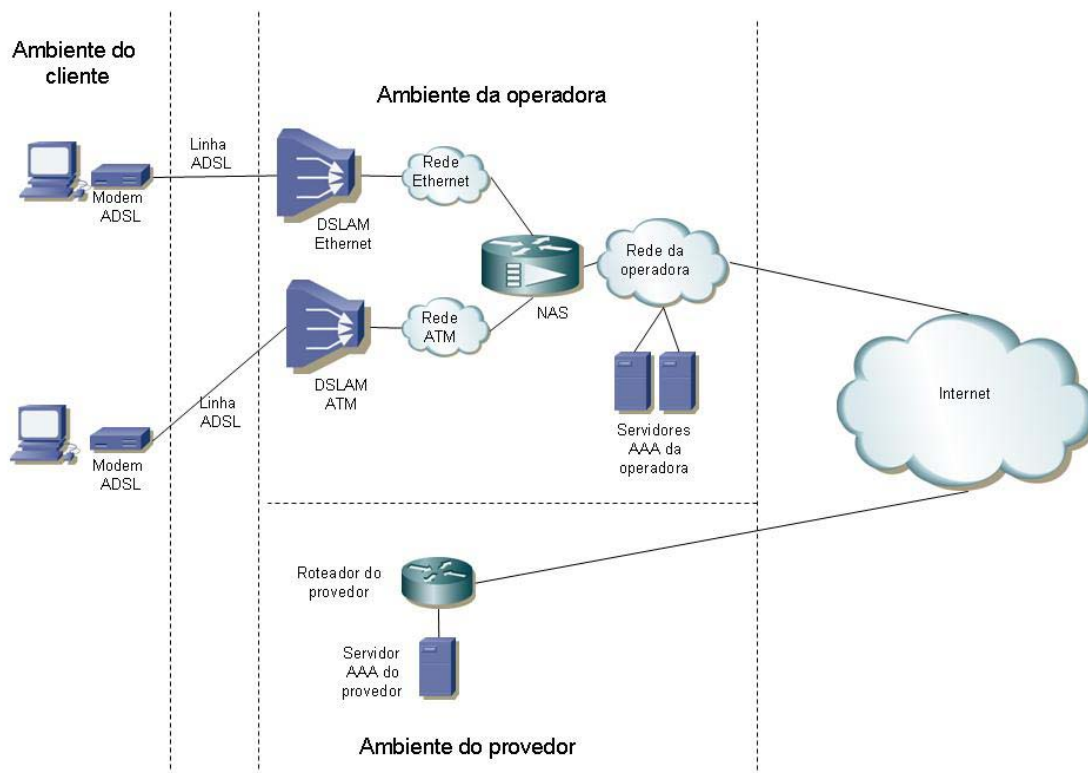 Ambiente do
cliente
Ambiente da operadora
Linha
ADSL
Modem
ADSL
DSLAM
Ethernet
Rede
Ethernet
NAS
Rede da
operadora
Rede
ATM
DSLAM
ATM
Linha
ADSL
Modem
ADSL
Servidores
AAA da
operadora
Internet
Roteador do
provedor
Servidor
AAA do
provedor
Ambiente do provedor